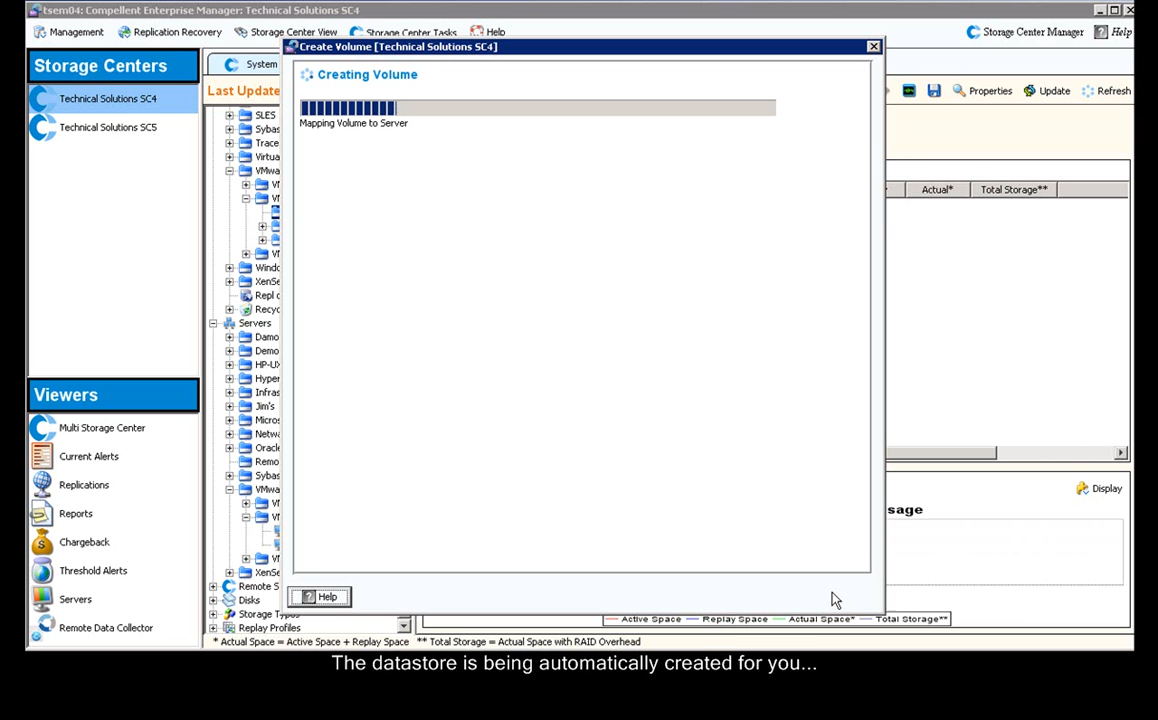 tsem04: Compellent Enterprise Manager: Technical Solutions SC4
Management Replication Recovery Storage Center View Storage Center Tasks Help Storage Center Manager Help
Create Volume [Technical Solutions SC4]
Storage Centers
Technical Solutions SC4
Technical Solutions SC5
System
Last Update
Properties Update Refresh
Creating Volume
Mapping Volume to Server
Actual* Total Storage**
SLES
Sybas
Trace
Virtua
VMwa
Windo
XenSe
Repl
Recyc
Servers
Damo
Demo
HP-UX
Hyper
Infras
Jim's
Micros
Netwo
Oracle
Remo
Sybas
VMwa
XenSe
Remote S
Disks
Storage Types
Replay Profiles
Viewers
Multi Storage Center
Current Alerts
Replications
Reports
Chargeback
Threshold Alerts
Servers
Remote Data Collector
Display
sage
Help
Active Space Replay Space Actual Space* Total Storage**
* Actual Space = Active Space + Replay Space ** Total Storage = Actual Space with RAID Overhead
The datastore is being automatically created for you...